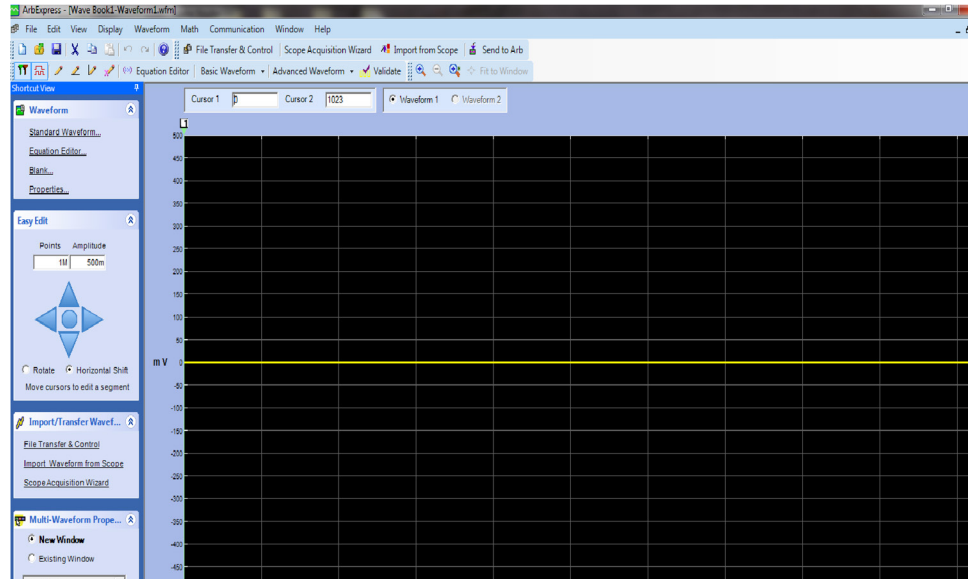 ArbExpress - [Wave Book1-Waveform1.wfm]
File Edit View Display Waveform Math Communication Window Help
File Transfer & Control Scope Acquisition Wizard Import from Scope Send to Arb
Equation Editor Basic Waveform Advanced Waveform Validate Fit to Window
Shortcut View
Cursor 1 0 Cursor 2 1023 Waveform 1 Waveform 2
Waveform
Standard Waveform...
Equation Editor...
Blank...
Properties...
Easy Edit
Points Amplitude
1M 500m
Rotate Horizontal Shift
Move cursors to edit a segment
Import/Transfer Wavef...
File Transfer & Control
Import Waveform from Scope
Scope Acquisition Wizard
Multi-Waveform Prope...
New Window
Existing Window
1
500
450
400
350
300
250
200
150
100
50
m V 0
-50
-100
-150
-200
-250
-300
-350
-400
-450